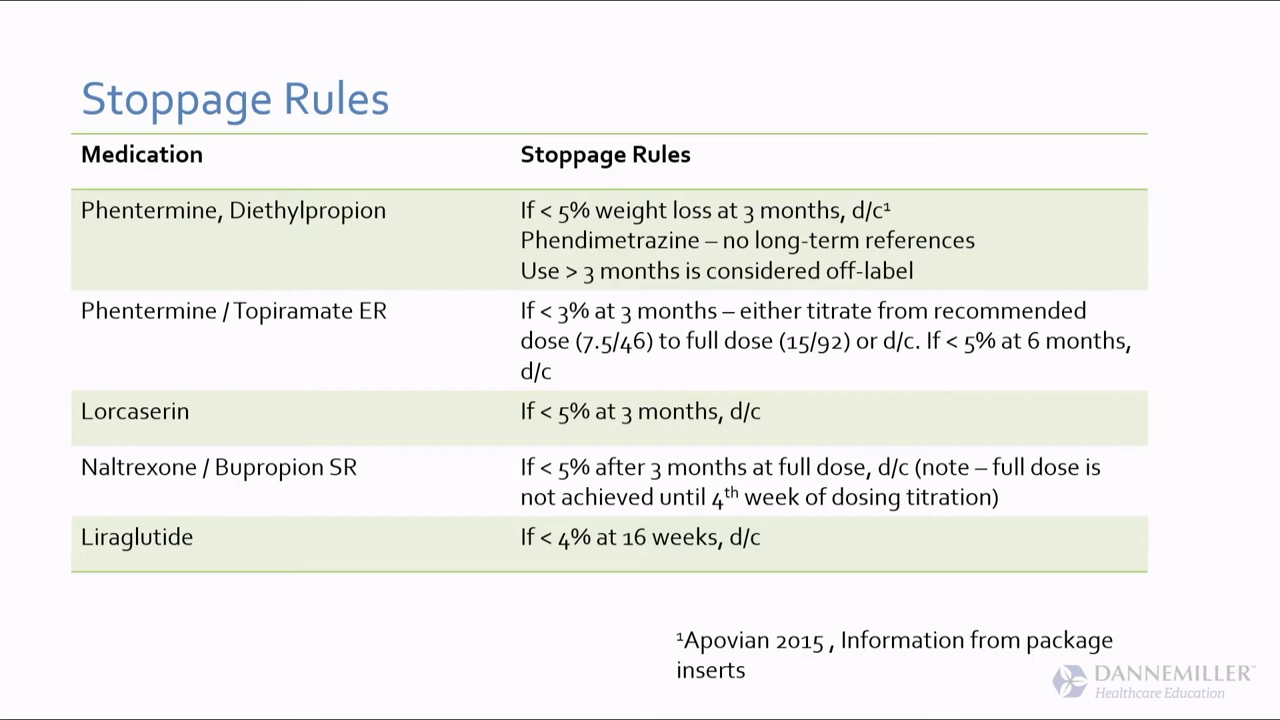 Stoppage Rules
Medication
Stoppage Rules
Phentermine, Diethylpropion
If < 5% weight loss at 3 months, d/c¹
Phendimetrazine – no long-term references
Use > 3 months is considered off-label
Phentermine / Topiramate ER
If < 3% at 3 months – either titrate from recommended
dose (7.5/46) to full dose (15/92) or d/c. If < 5% at 6 months,
d/c
Lorcaserin
If < 5% at 3 months, d/c
Naltrexone / Bupropion SR
If < 5% after 3 months at full dose, d/c (note – full dose is
not achieved until 4th week of dosing titration)
Liraglutide
If < 4% at 16 weeks, d/c
¹Apovian 2015 , Information from package
inserts
DANNEMILLER™
Healthcare Education